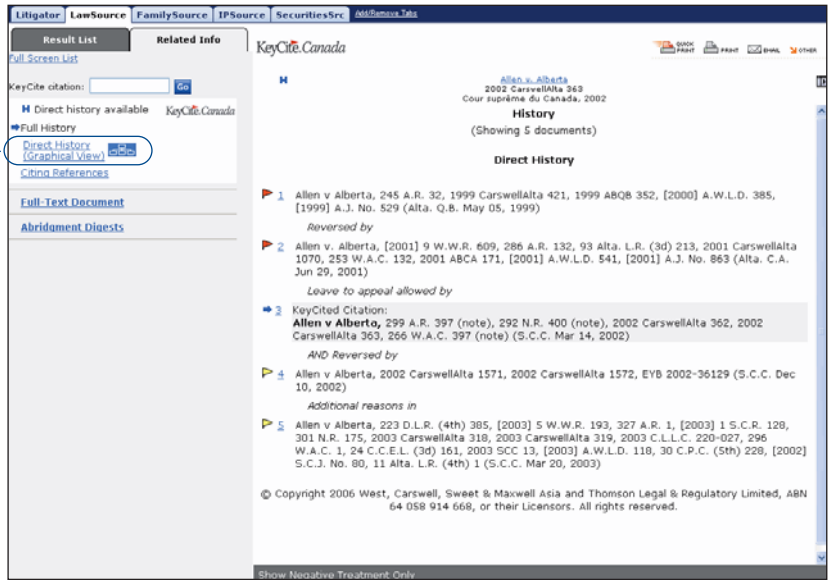 Litigator LawSource FamilySource IPSource SecuritiesSrc Add/Remove Tabs
Result List Related Info
Full Screen List
KeyCite citation: Go
H Direct history available KeyCite.Canada
Full History
Direct History
(Graphical View)
Citing References
Full-Text Document
Abridgment Digests
KeyCite.Canada
QUICK PRINT PRINT EMAIL OTHER
H Allen v. Alberta
2002 CarswellAlta 363
Cour suprême du Canada, 2002
History
(Showing 5 documents)
Direct History
1 Allen v Alberta, 245 A.R. 32, 1999 CarswellAlta 421, 1999 ABQB 352, [2000] A.W.L.D. 385,
[1999] A.J. No. 529 (Alta. Q.B. May 05, 1999)
Reversed by
2 Allen v. Alberta, [2001] 9 W.W.R. 609, 286 A.R. 132, 93 Alta. L.R. (3d) 213, 2001 CarswellAlta
1070, 253 W.A.C. 132, 2001 ABCA 171, [2001] A.W.L.D. 541, [2001] A.J. No. 863 (Alta. C.A.
Jun 29, 2001)
Leave to appeal allowed by
3 KeyCited Citation:
Allen v Alberta, 299 A.R. 397 (note), 292 N.R. 400 (note), 2002 CarswellAlta 362, 2002
CarswellAlta 363, 266 W.A.C. 397 (note) (S.C.C. Mar 14, 2002)
AND Reversed by
4 Allen v Alberta, 2002 CarswellAlta 1571, 2002 CarswellAlta 1572, EYB 2002-36129 (S.C.C. Dec
10, 2002)
Additional reasons in
5 Allen v Alberta, 223 D.L.R. (4th) 385, [2003] 5 W.W.R. 193, 327 A.R. 1, [2003] 1 S.C.R. 128,
301 N.R. 175, 2003 CarswellAlta 318, 2003 CarswellAlta 319, 2003 C.L.L.C. 220-027, 296
W.A.C. 1, 24 C.C.E.L. (3d) 161, 2003 SCC 13, [2003] A.W.L.D. 118, 30 C.P.C. (5th) 228, [2002]
S.C.J. No. 80, 11 Alta. L.R. (4th) 1 (S.C.C. Mar 20, 2003)
© Copyright 2006 West, Carswell, Sweet & Maxwell Asia and Thomson Legal & Regulatory Limited, ABN
64 058 914 668, or their Licensors. All rights reserved.
Show Negative Treatment Only